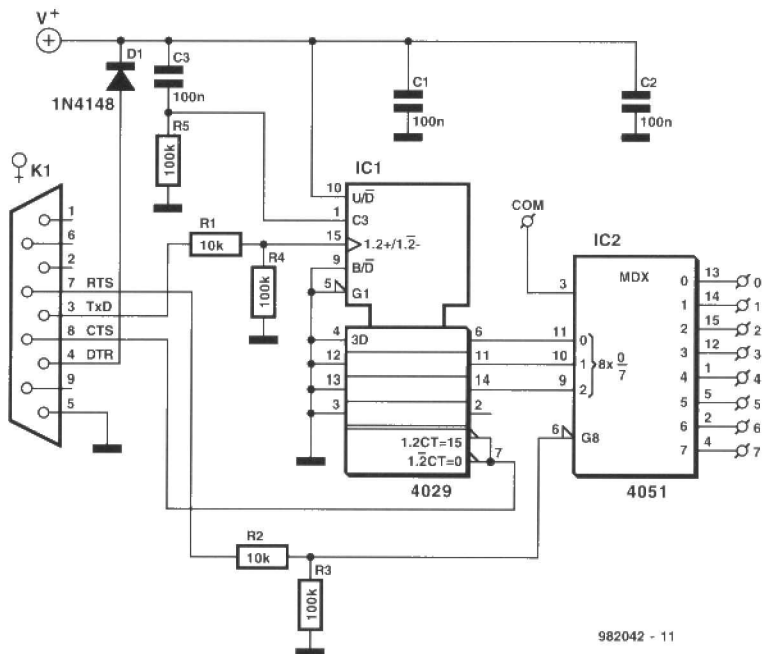 V+
D1
1N4148
C3
100n
C1
100n
C2
100n
R5
100k
K1
1
6
2
7 RTS
3 TxD
8 CTS
4 DTR
9
5
R1
10k
R4
100k
IC1
10 U/D̅
1 C3
15 1.2+/1.2̅-
9 B/D̅
5 G1
4 3D
12
13
3
6
11
14
2
1.2CT=15
1.2̅CT=0
7
4029
COM
IC2
MDX
3
11 0
10 1
9 2
8x 0/7
6 G8
0 13 0
1 14 1
2 15 2
3 12 3
4 1 4
5 5 5
6 2 6
7 4 7
4051
R2
10k
R3
100k
982042 - 11